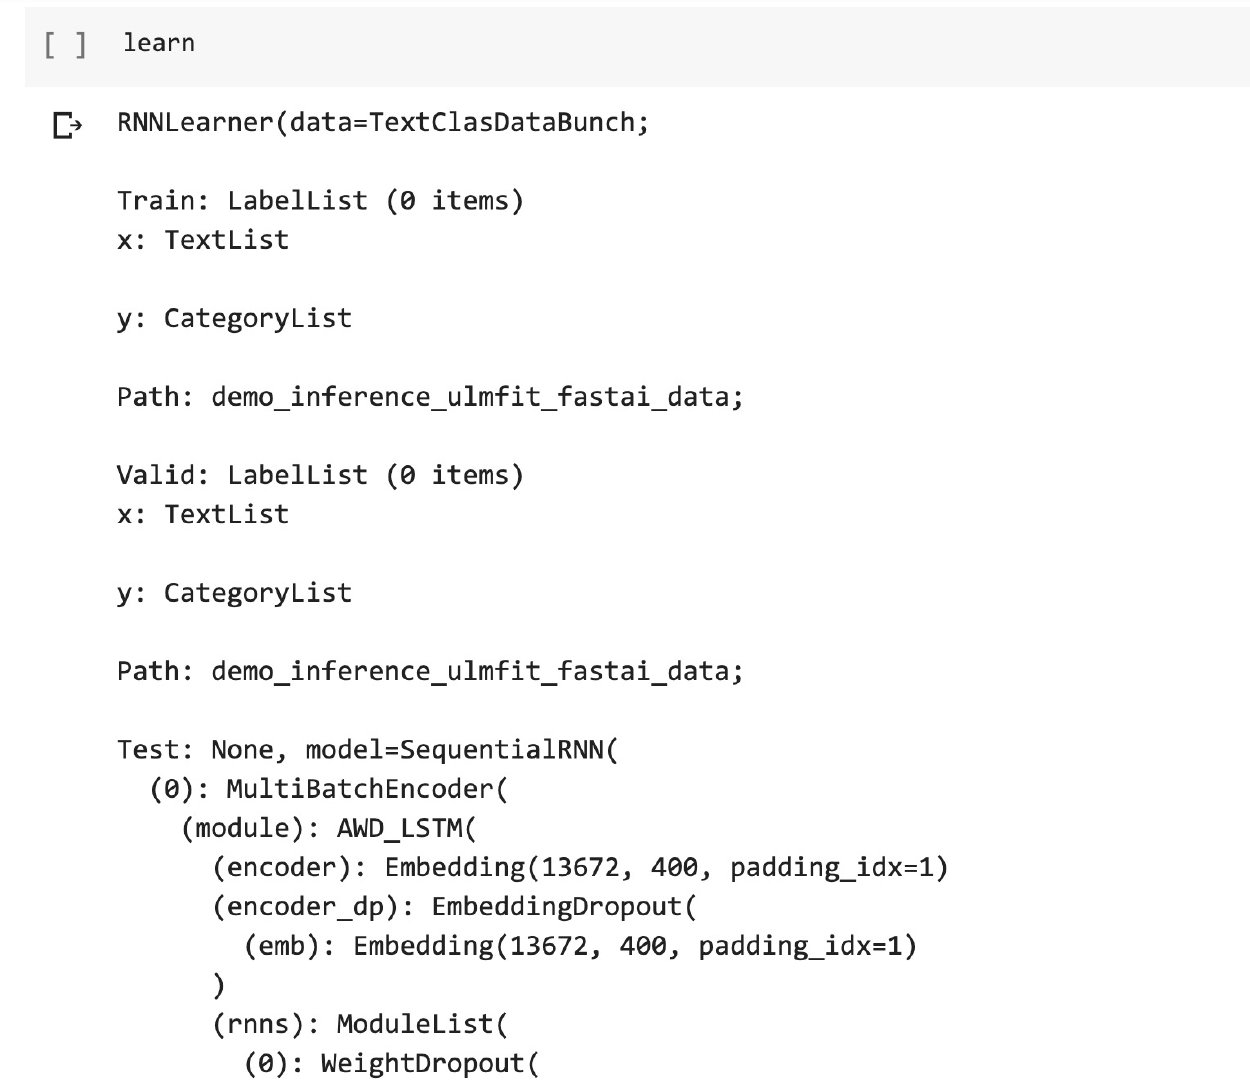 [ ] learn
RNNLearner(data=TextClasDataBunch;
Train: LabelList (0 items)
x: TextList
y: CategoryList
Path: demo_inference_ulmfit_fastai_data;
Valid: LabelList (0 items)
x: TextList
y: CategoryList
Path: demo_inference_ulmfit_fastai_data;
Test: None, model=SequentialRNN(
(0): MultiBatchEncoder(
(module): AWD_LSTM(
(encoder): Embedding(13672, 400, padding_idx=1)
(encoder_dp): EmbeddingDropout(
(emb): Embedding(13672, 400, padding_idx=1)
)
(rnns): ModuleList(
(0): WeightDropout(